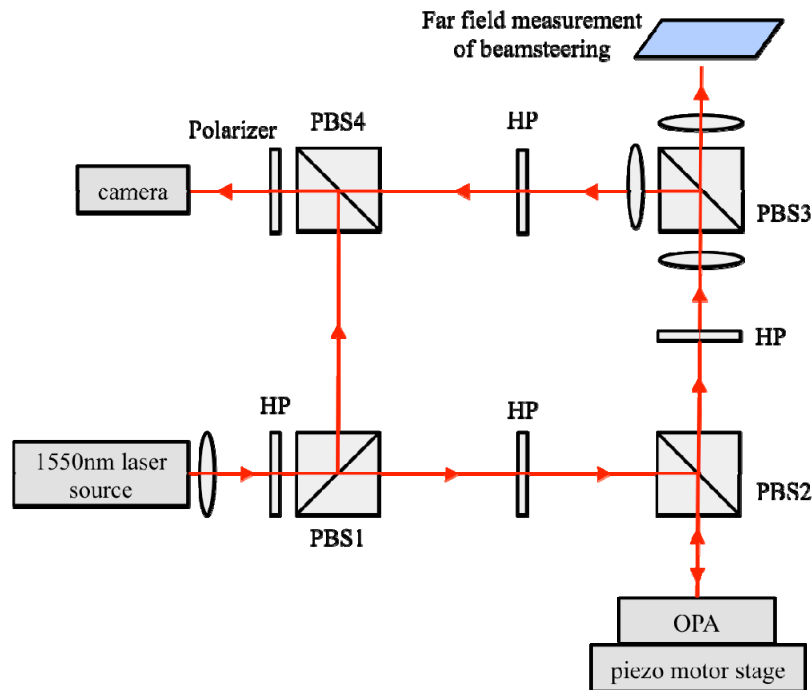 Far field measurement
of beamsteering
Polarizer
PBS4
HP
camera
PBS3
HP
HP
HP
1550nm laser
source
PBS1
PBS2
OPA
piezo motor stage